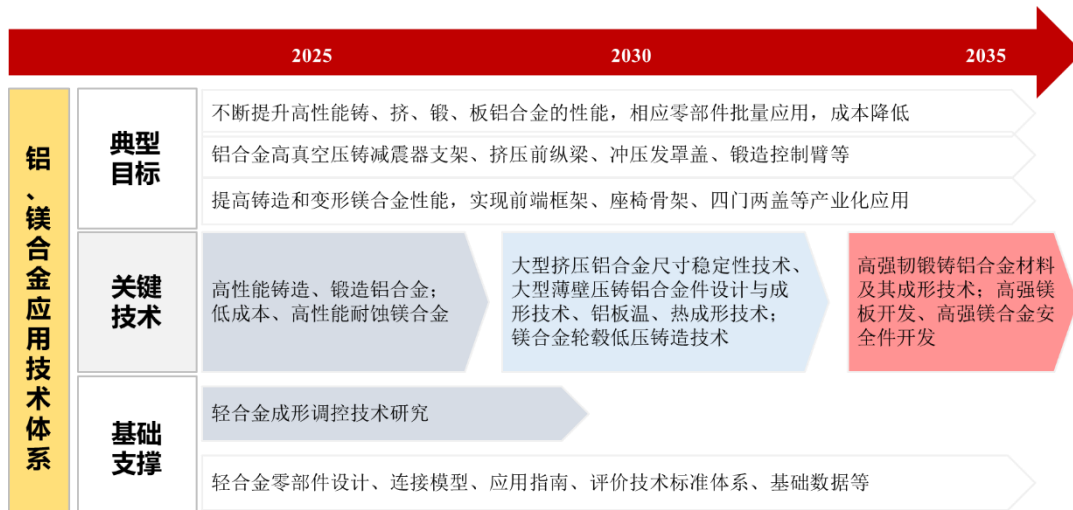 2025
2030
2035
铝、镁合金应用技术体系
典型
目标
不断提升高性能铸、挤、锻、板铝合金的性能，相应零部件批量应用，成本降低
铝合金高真空压铸减震器支架、挤压前纵梁、冲压发罩盖、锻造控制臂等
提高铸造和变形镁合金性能，实现前端框架、座椅骨架、四门两盖等产业化应用
关键
技术
高性能铸造、锻造铝合金；
低成本、高性能耐蚀镁合金
大型挤压铝合金尺寸稳定性技术、
大型薄壁压铸铝合金件设计与成
形技术、铝板温、热成形技术；
镁合金轮毂低压铸造技术
高强韧锻铸铝合金材料
及其成形技术；高强镁
板开发、高强镁合金安
全件开发
基础
支撑
轻合金成形调控技术研究
轻合金零部件设计、连接模型、应用指南、评价技术标准体系、基础数据等